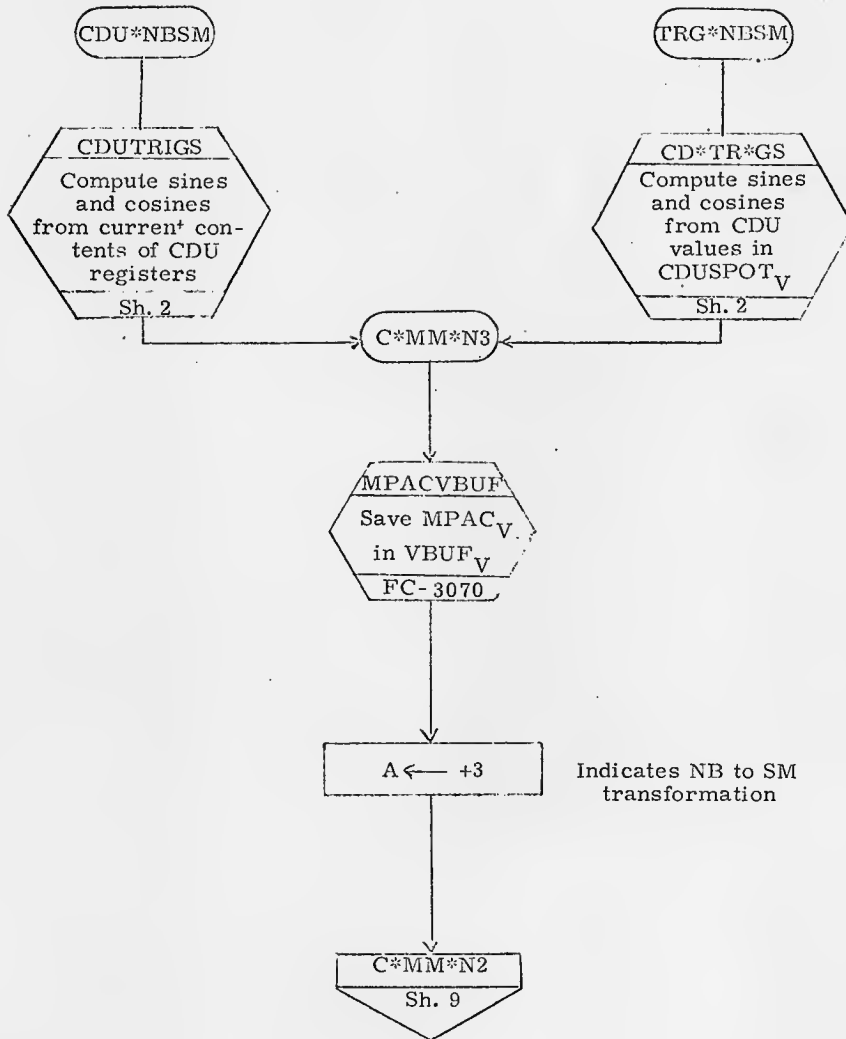 CDU*NBSM
TRG*NBSM
CDUTRIGS
Compute sines
and cosines
from current contents of CDU
registers
Sh. 2
CD*TR*GS
Compute sines
and cosines
from CDU
values in
CDUSPOTV
Sh. 2
C*MM*N3
MPACVBUF
Save MPACV
in VBUFV
FC-3070
A ← +3
Indicates NB to SM
transformation
C*MM*N2
Sh. 9